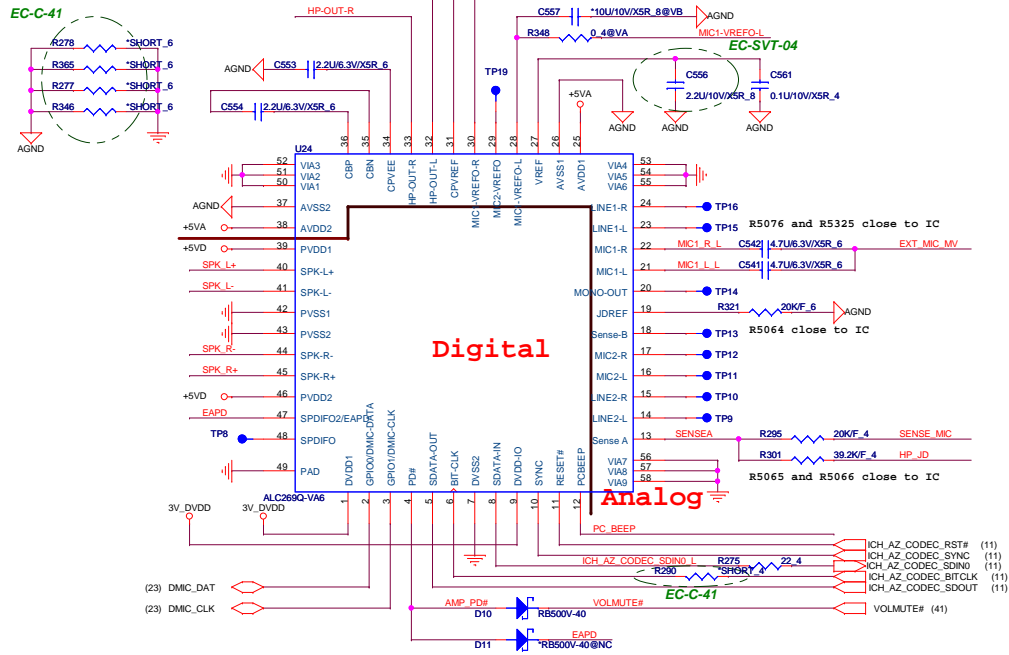 EC-C-41
R278 *SHORT_6
R365 *SHORT_6
R277 *SHORT_6
R346 *SHORT_6
AGND
HP-OUT-R
AGND C553 2.2U/6.3V/X5R_6
C554 2.2U/6.3V/X5R_6
C557 *10U/10V/X5R_8@VB AGND
R348 0_4@VA MIC1-VREFO-L
EC-SVT-04
TP19
C556 2.2U/10V/X5R_8
C561 0.1U/10V/X5R_4
+5VA
AGND AGND AGND
36 35 34 33 32 31 30 29 28 27 26 25
U24
CBP CBN CPVEE HP-OUT-R HP-OUT-L CPVREF MIC1-VREFO-R MIC2-VREFO MIC1-VREFO-L VREF AVSS1 AVDD1
52 VIA3
51 VIA2
50 VIA1
AGND 37 AVSS2
+5VA 38 AVDD2
+5VD 39 PVDD1
SPK_L+ 40 SPK-L+
SPK_L- 41 SPK-L-
42 PVSS1
43 PVSS2
SPK_R- 44 SPK-R-
SPK_R+ 45 SPK-R+
+5VD 46 PVDD2
EAPD 47 SPDIFO2/EAPD
TP8 48 SPDIFO
49 PAD
VIA4 53
VIA5 54
VIA6 55
LINE1-R 24 TP16
LINE1-L 23 TP15
R5076 and R5325 close to IC
MIC1-R 22 MIC1_R_L C542 4.7U/6.3V/X5R_6 EXT_MIC_MV
MIC1-L 21 MIC1_L_L C541 4.7U/6.3V/X5R_6
MONO-OUT 20 TP14
JDREF 19 R321 20K/F_6 AGND
R5064 close to IC
Sense-B 18 TP13
MIC2-R 17 TP12
MIC2-L 16 TP11
LINE2-R 15 TP10
LINE2-L 14 TP9
Sense A 13 SENSEA R295 20K/F_4 SENSE_MIC
R301 39.2K/F_4 HP_JD
R5065 and R5066 close to IC
VIA7 56
VIA8 57
VIA9 58
Digital
Analog
DVDD1 GPIO0/DMIC-DATA GPIO1/DMIC-CLK PD# SDATA-OUT BIT-CLK DVSS2 SDATA-IN DVDD-IO SYNC RESET# PCBEEP
ALC269Q-VA6
1 2 3 4 5 6 7 8 9 10 11 12
3V_DVDD 3V_DVDD
PC_BEEP
ICH_AZ_CODEC_RST# (11)
ICH_AZ_CODEC_SYNC (11)
ICH_AZ_CODEC_SDIN0_L R275 22_4 ICH_AZ_CODEC_SDIN0 (11)
R290 *SHORT_4 ICH_AZ_CODEC_BITCLK (11)
ICH_AZ_CODEC_SDOUT (11)
EC-C-41
(23) DMIC_DAT
(23) DMIC_CLK
AMP_PD# D10 RB500V-40 VOLMUTE# VOLMUTE# (41)
D11 *RB500V-40@NC EAPD